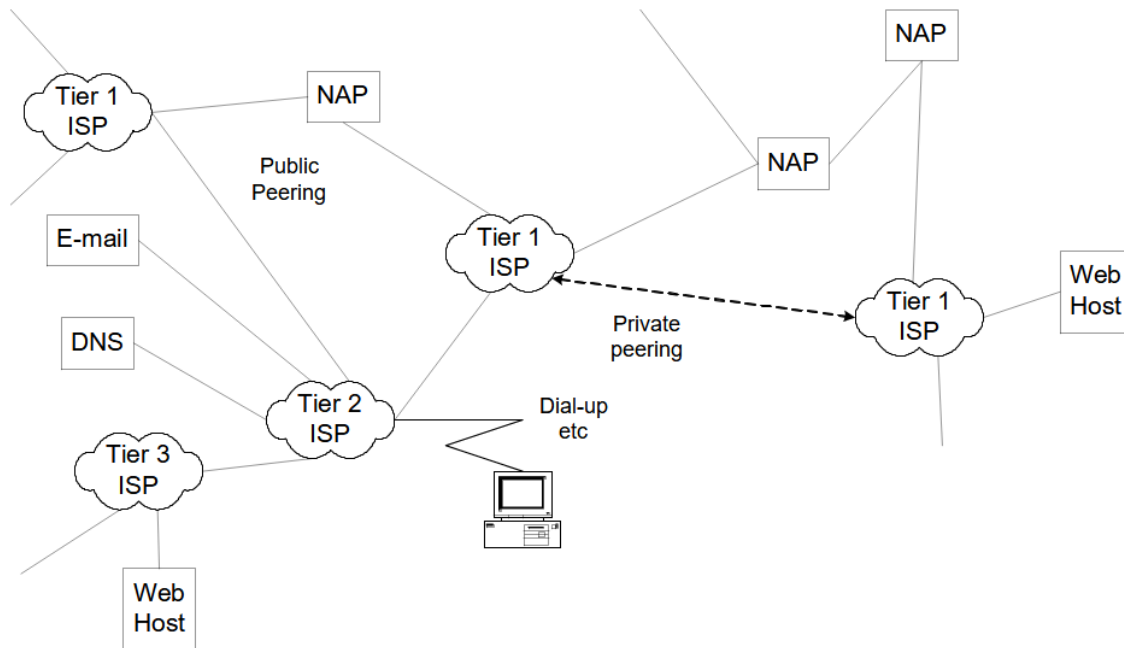 NAP
Tier 1
ISP
NAP
Public
Peering
NAP
E-mail
Tier 1
ISP
Web
Host
Tier 1
ISP
Private
peering
DNS
Tier 2
ISP
Dial-up
etc
Tier 3
ISP
Web
Host